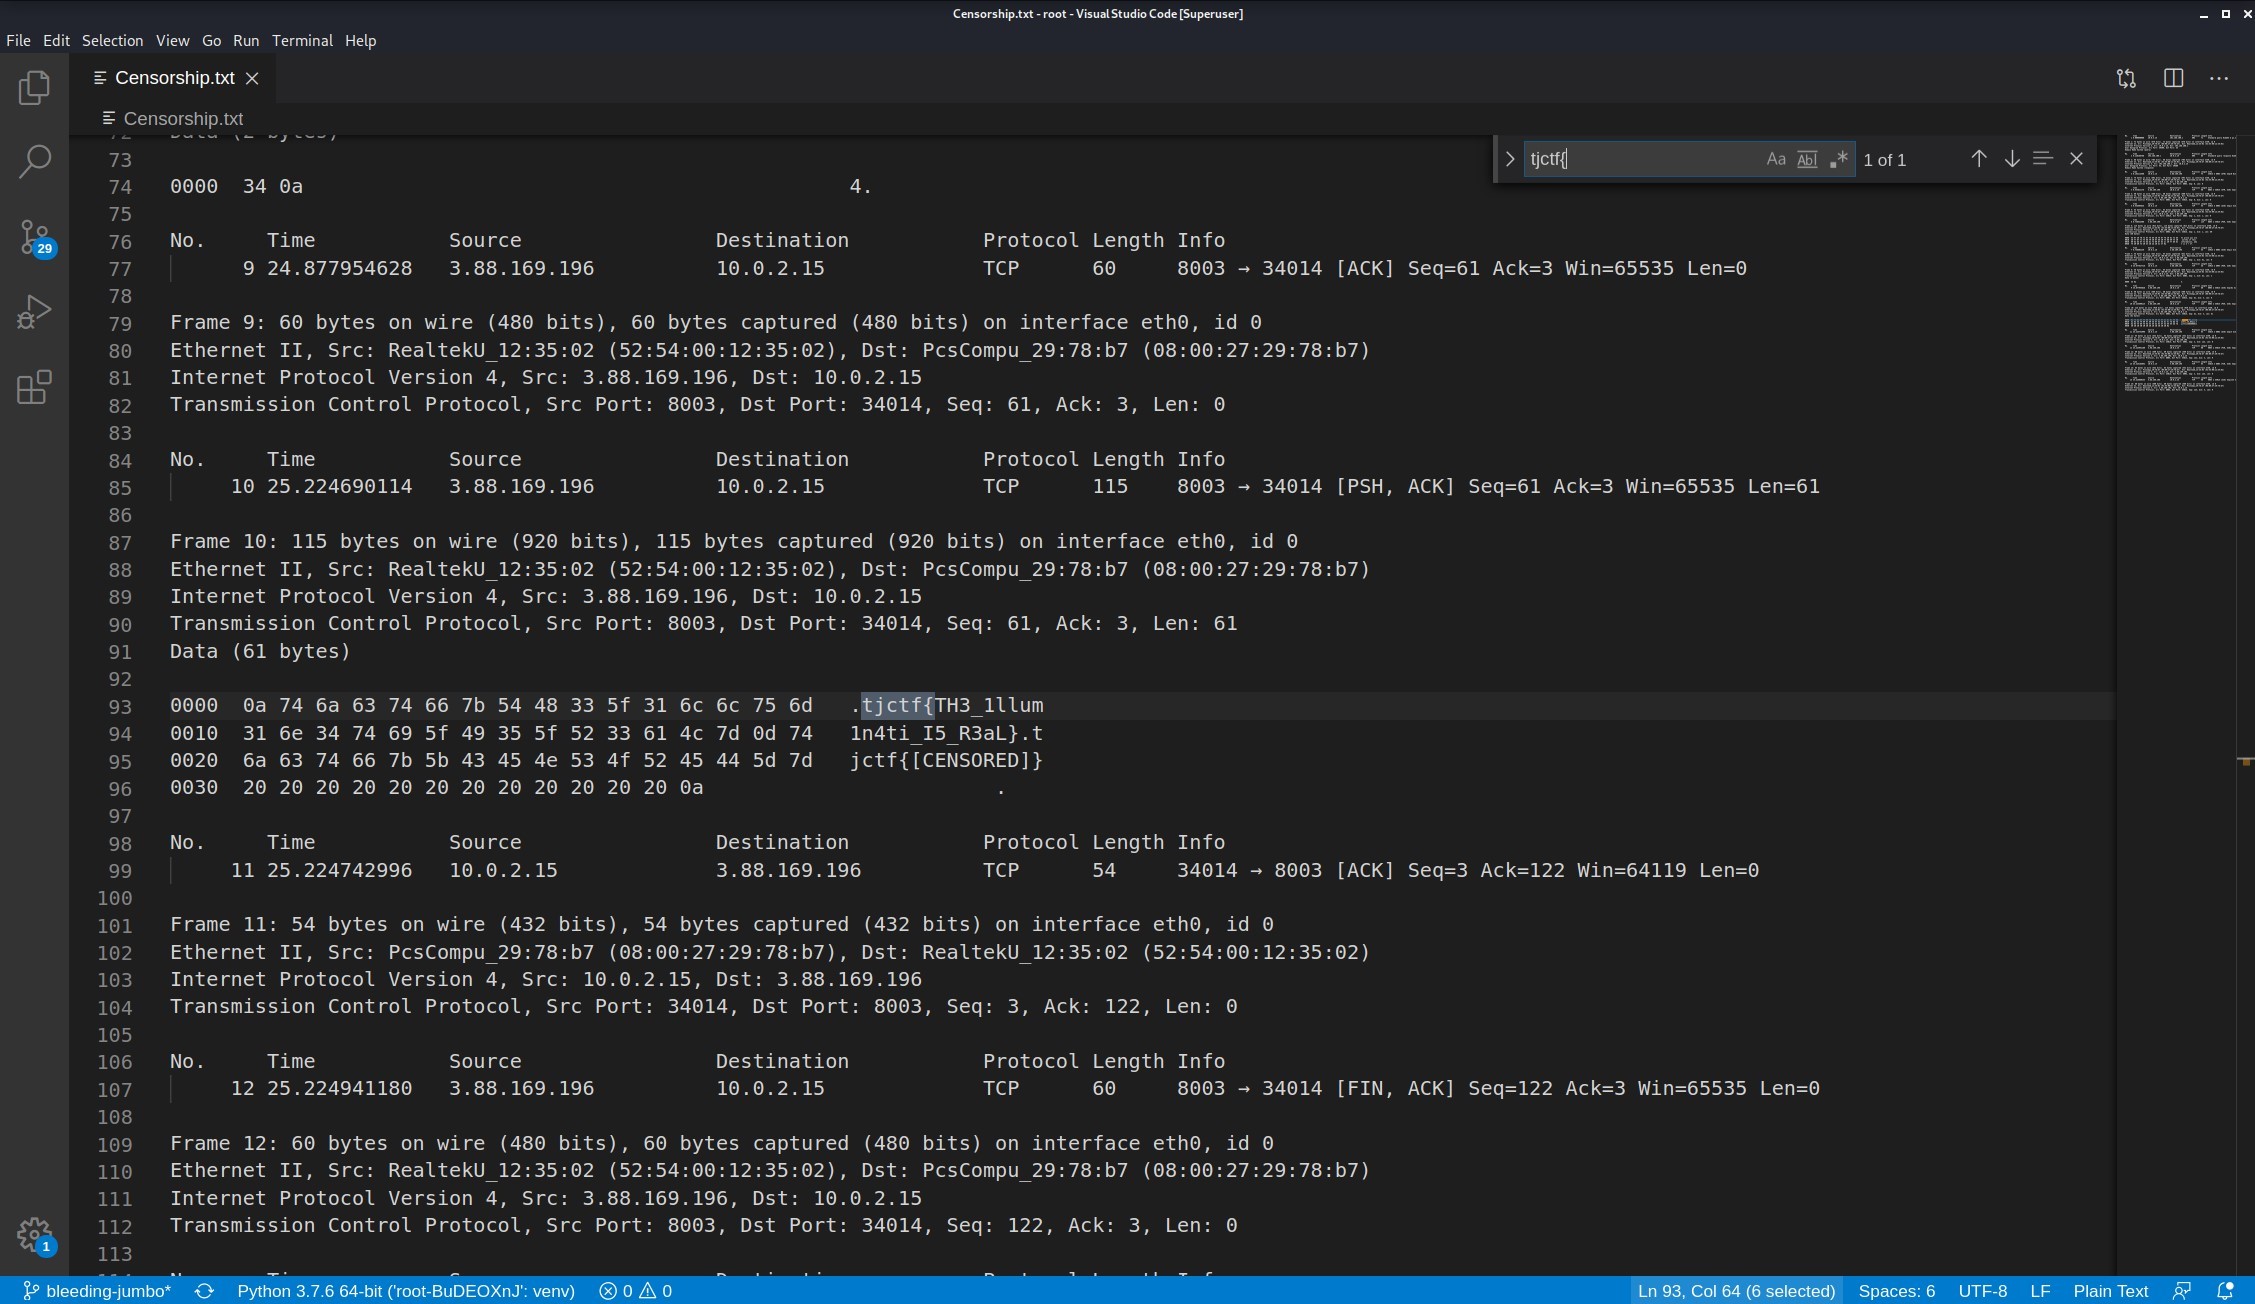 Censorship.txt - root - Visual Studio Code [Superuser]
File Edit Selection View Go Run Terminal Help
Censorship.txt
Censorship.txt
tjctf{ Aa Abl .* 1 of 1
29
72 Data (2 bytes)
73
74 0000  34 0a                                             4.
75
76 No.     Time           Source                Destination           Protocol Length Info
77       9 24.877954628   3.88.169.196          10.0.2.15             TCP      60     8003 → 34014 [ACK] Seq=61 Ack=3 Win=65535 Len=0
78
79 Frame 9: 60 bytes on wire (480 bits), 60 bytes captured (480 bits) on interface eth0, id 0
80 Ethernet II, Src: RealtekU_12:35:02 (52:54:00:12:35:02), Dst: PcsCompu_29:78:b7 (08:00:27:29:78:b7)
81 Internet Protocol Version 4, Src: 3.88.169.196, Dst: 10.0.2.15
82 Transmission Control Protocol, Src Port: 8003, Dst Port: 34014, Seq: 61, Ack: 3, Len: 0
83
84 No.     Time           Source                Destination           Protocol Length Info
85      10 25.224690114   3.88.169.196          10.0.2.15             TCP      115    8003 → 34014 [PSH, ACK] Seq=61 Ack=3 Win=65535 Len=61
86
87 Frame 10: 115 bytes on wire (920 bits), 115 bytes captured (920 bits) on interface eth0, id 0
88 Ethernet II, Src: RealtekU_12:35:02 (52:54:00:12:35:02), Dst: PcsCompu_29:78:b7 (08:00:27:29:78:b7)
89 Internet Protocol Version 4, Src: 3.88.169.196, Dst: 10.0.2.15
90 Transmission Control Protocol, Src Port: 8003, Dst Port: 34014, Seq: 61, Ack: 3, Len: 61
91 Data (61 bytes)
92
93 0000  0a 74 6a 63 74 66 7b 54 48 33 5f 31 6c 6c 75 6d   .tjctf{TH3_1llum
94 0010  31 6e 34 74 69 5f 49 35 5f 52 33 61 4c 7d 0d 74   1n4ti_I5_R3aL}.t
95 0020  6a 63 74 66 7b 5b 43 45 4e 53 4f 52 45 44 5d 7d   jctf{[CENSORED]}
96 0030  20 20 20 20 20 20 20 20 20 20 20 20 0a                        .
97
98 No.     Time           Source                Destination           Protocol Length Info
99      11 25.224742996   10.0.2.15             3.88.169.196          TCP      54     34014 → 8003 [ACK] Seq=3 Ack=122 Win=64119 Len=0
100
101 Frame 11: 54 bytes on wire (432 bits), 54 bytes captured (432 bits) on interface eth0, id 0
102 Ethernet II, Src: PcsCompu_29:78:b7 (08:00:27:29:78:b7), Dst: RealtekU_12:35:02 (52:54:00:12:35:02)
103 Internet Protocol Version 4, Src: 10.0.2.15, Dst: 3.88.169.196
104 Transmission Control Protocol, Src Port: 34014, Dst Port: 8003, Seq: 3, Ack: 122, Len: 0
105
106 No.     Time           Source                Destination           Protocol Length Info
107      12 25.224941180   3.88.169.196          10.0.2.15             TCP      60     8003 → 34014 [FIN, ACK] Seq=122 Ack=3 Win=65535 Len=0
108
109 Frame 12: 60 bytes on wire (480 bits), 60 bytes captured (480 bits) on interface eth0, id 0
110 Ethernet II, Src: RealtekU_12:35:02 (52:54:00:12:35:02), Dst: PcsCompu_29:78:b7 (08:00:27:29:78:b7)
111 Internet Protocol Version 4, Src: 3.88.169.196, Dst: 10.0.2.15
112 Transmission Control Protocol, Src Port: 8003, Dst Port: 34014, Seq: 122, Ack: 3, Len: 0
113
1
bleeding-jumbo* Python 3.7.6 64-bit ('root-BuDEOXnJ': venv) 0 0 Ln 93, Col 64 (6 selected) Spaces: 6 UTF-8 LF Plain Text